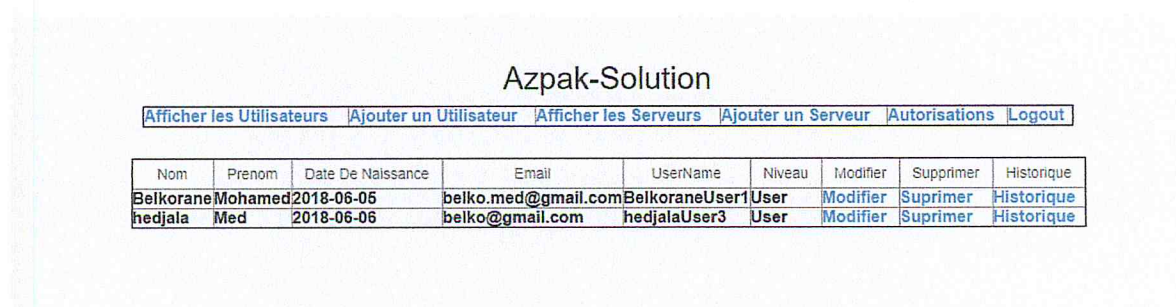 Azpak-Solution
Afficher les Utilisateurs Ajouter un Utilisateur Afficher les Serveurs Ajouter un Serveur Autorisations Logout
Nom Prenom Date De Naissance Email UserName Niveau Modifier Supprimer Historique
Belkorane Mohamed 2018-06-05 belko.med@gmail.com BelkoraneUser1 User Modifier Suprimer Historique
hedjala Med 2018-06-06 belko@gmail.com hedjalaUser3 User Modifier Suprimer Historique